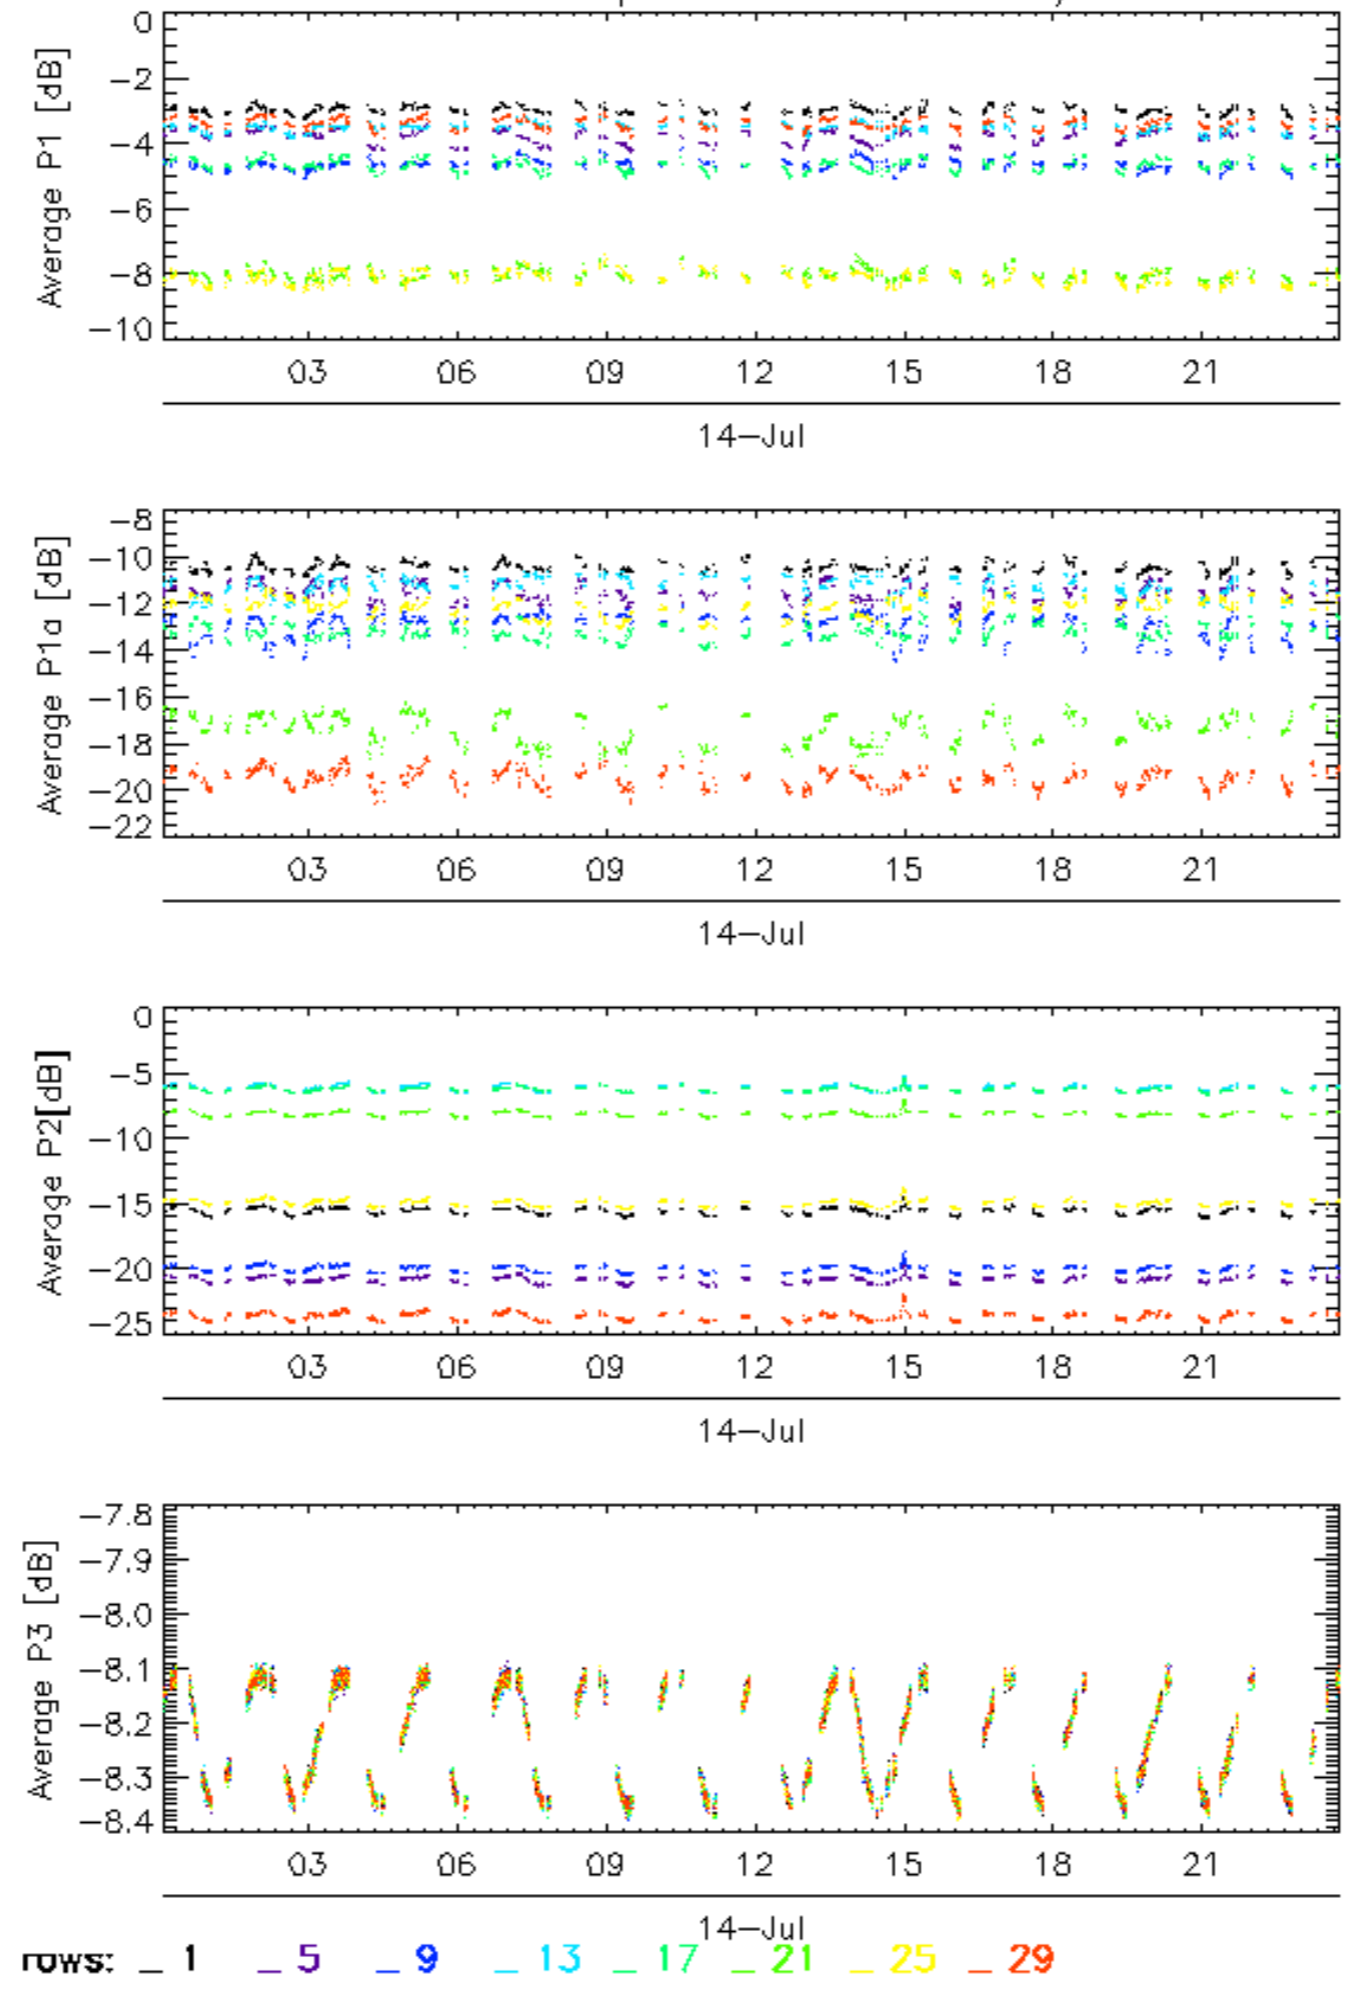 0
−2
−4
−6
−8
−10
Average P1 [dB]
03 06 09 12 15 18 21
14−Jul
−8
−10
−12
−14
−16
−18
−20
−22
Average P1a [dB]
03 06 09 12 15 18 21
14−Jul
0
−5
−10
−15
−20
−25
Average P2[dB]
03 06 09 12 15 18 21
14−Jul
−7.8
−7.9
−8.0
−8.1
−8.2
−8.3
−8.4
Average P3 [dB]
03 06 09 12 15 18 21
14−Jul
rows: _ 1 _ 5 _ 9 _ 13 _ 17 _ 21 _ 25 _ 29